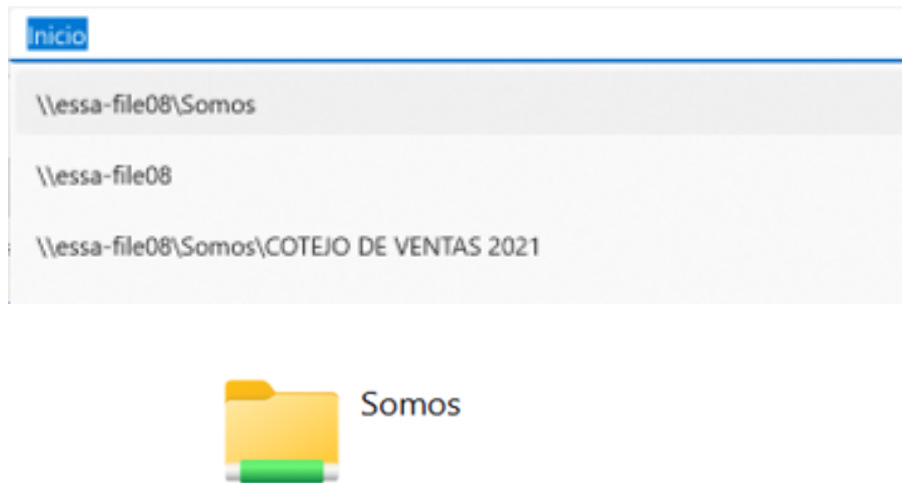 Inicio
\\essa-file08\Somos
\\essa-file08
\\essa-file08\Somos\COTEJO DE VENTAS 2021
Somos